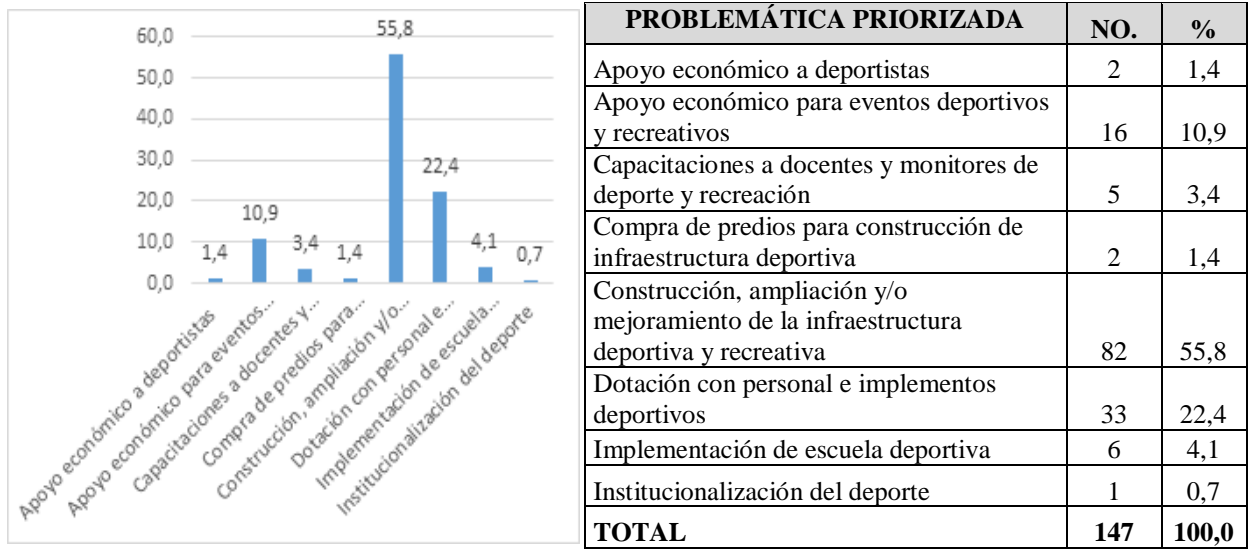 60,0
50,0
40,0
30,0
20,0
10,0
0,0
1,4
10,9
3,4
1,4
55,8
22,4
4,1
0,7
Apoyo económico a deportistas
Apoyo económico para eventos...
Capacitaciones a docentes y...
Compra de predios para...
Construcción, ampliación y/o...
Dotación con personal e...
Implementación de escuela...
Institucionalización del deporte
PROBLEMÁTICA PRIORIZADA NO. %
Apoyo económico a deportistas 2 1,4
Apoyo económico para eventos deportivos
y recreativos 16 10,9
Capacitaciones a docentes y monitores de
deporte y recreación 5 3,4
Compra de predios para construcción de
infraestructura deportiva 2 1,4
Construcción, ampliación y/o
mejoramiento de la infraestructura
deportiva y recreativa 82 55,8
Dotación con personal e implementos
deportivos 33 22,4
Implementación de escuela deportiva 6 4,1
Institucionalización del deporte 1 0,7
TOTAL 147 100,0